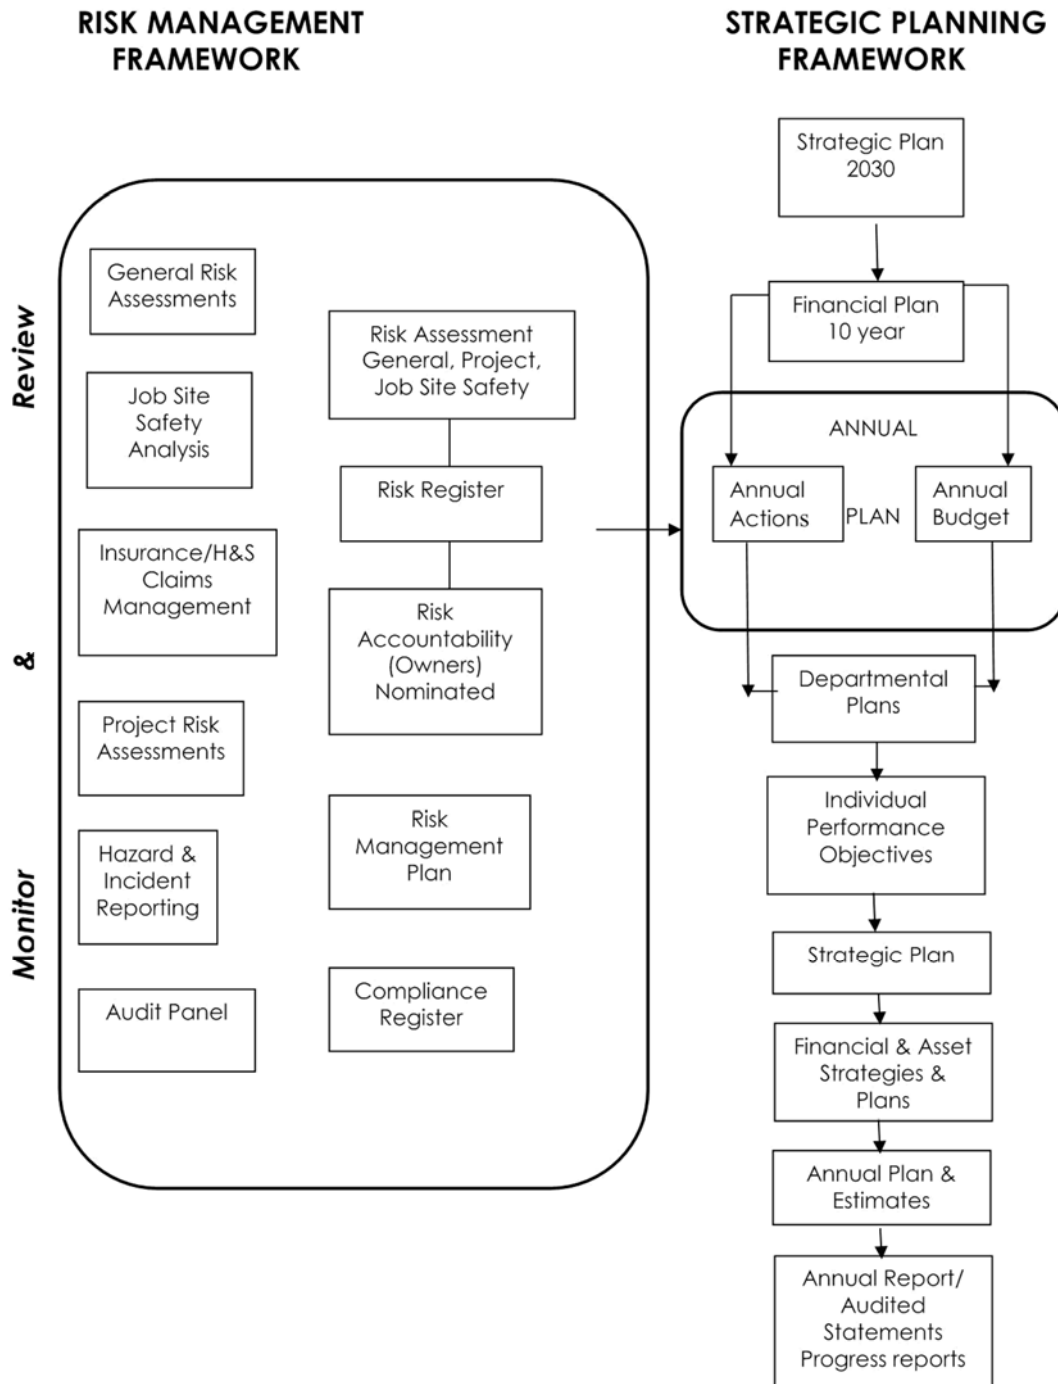 RISK MANAGEMENT
FRAMEWORK
STRATEGIC PLANNING
FRAMEWORK
Review
&
Monitor
General Risk
Assessments
Job Site
Safety
Analysis
Insurance/H&S
Claims
Management
Project Risk
Assessments
Hazard &
Incident
Reporting
Audit Panel
Risk Assessment
General, Project,
Job Site Safety
Risk Register
Risk
Accountability
(Owners)
Nominated
Risk
Management
Plan
Compliance
Register
Strategic Plan
2030
Financial Plan
10 year
ANNUAL
PLAN
Annual
Actions
Annual
Budget
Departmental
Plans
Individual
Performance
Objectives
Strategic Plan
Financial & Asset
Strategies &
Plans
Annual Plan &
Estimates
Annual Report/
Audited
Statements
Progress reports